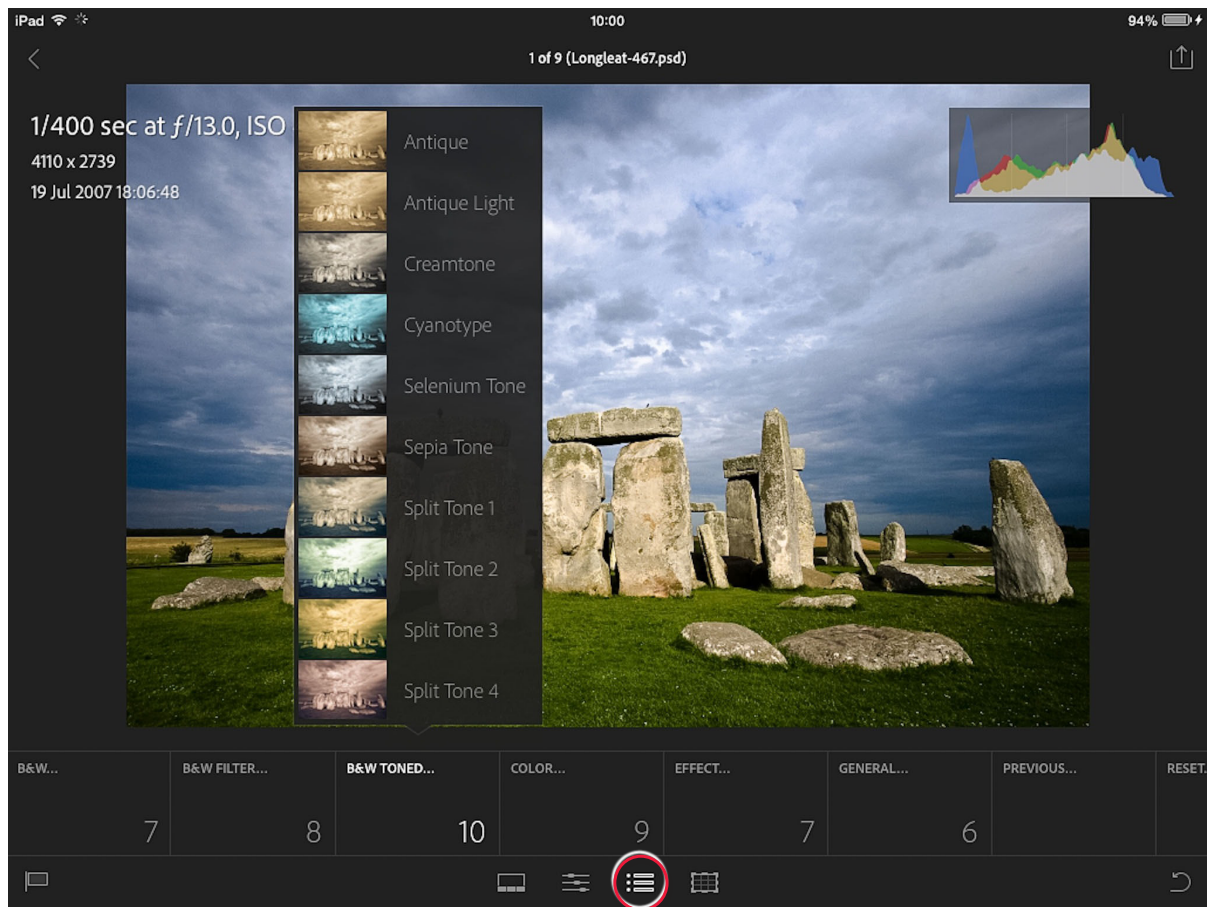 iPad 10:00 94%
1 of 9 (Longleat-467.psd)
1/400 sec at ƒ/13.0, ISO
4110 x 2739
19 Jul 2007 18:06:48
Antique
Antique Light
Creamtone
Cyanotype
Selenium Tone
Sepia Tone
Split Tone 1
Split Tone 2
Split Tone 3
Split Tone 4
B&W... B&W FILTER... B&W TONED... COLOR... EFFECT... GENERAL... PREVIOUS... RESET.
7 8 10 9 7 6